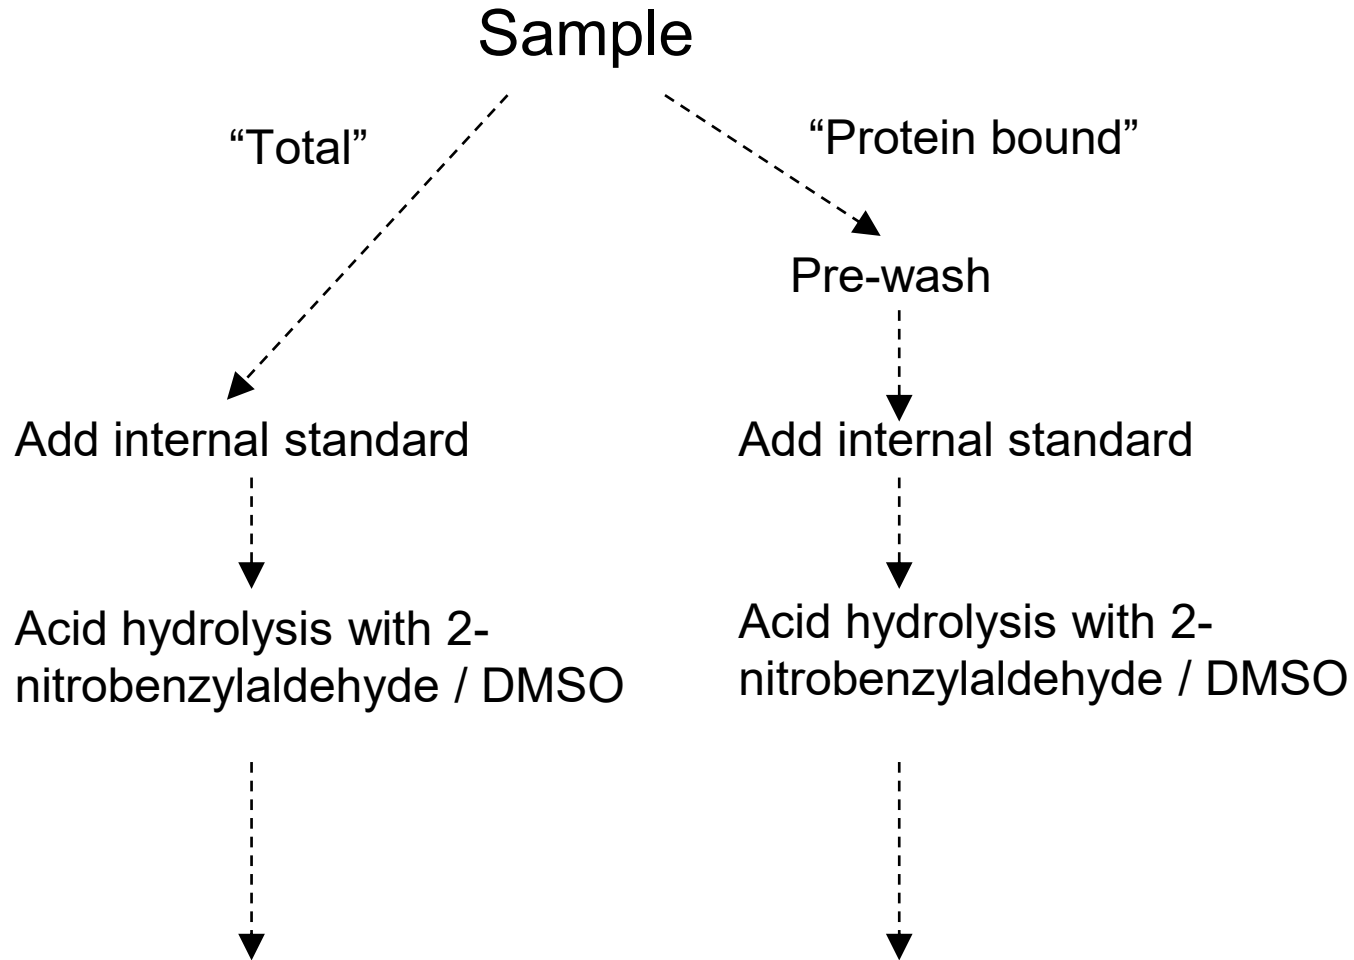 Sample
“Total”
“Protein bound”
Pre-wash
Add internal standard
Add internal standard
Acid hydrolysis with 2-
nitrobenzylaldehyde / DMSO
Acid hydrolysis with 2-
nitrobenzylaldehyde / DMSO